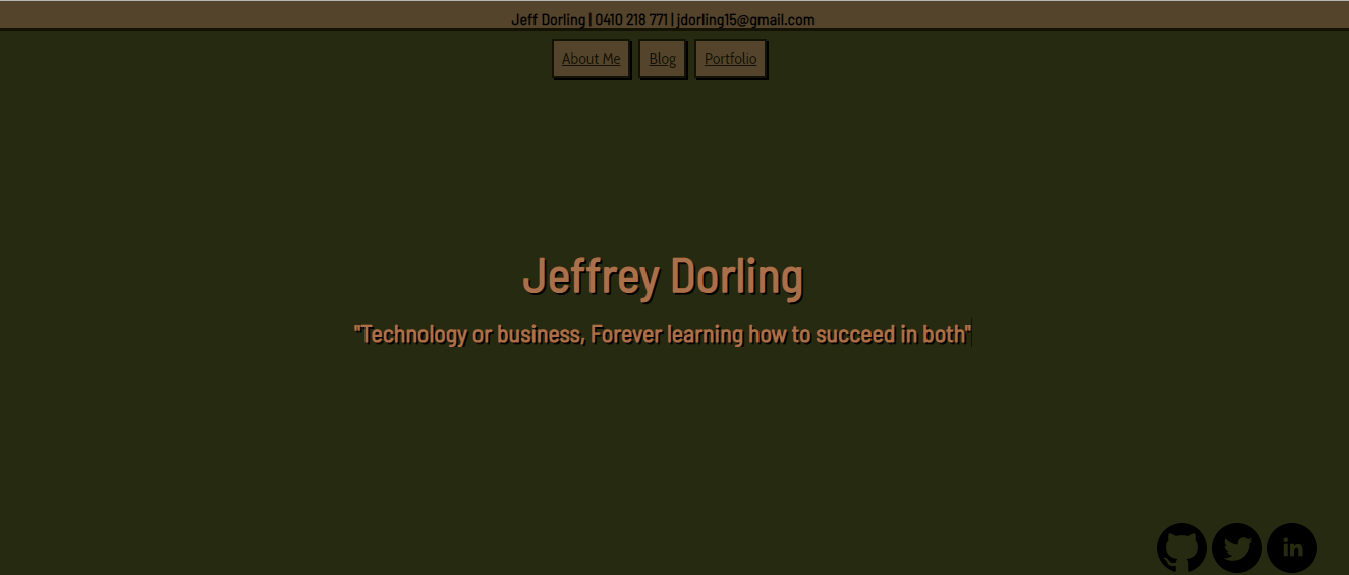 Jeff Dorling | 0410 218 771 | jdorling15@gmail.com
About Me Blog Portfolio
Jeffrey Dorling
"Technology or business, Forever learning how to succeed in both"
in